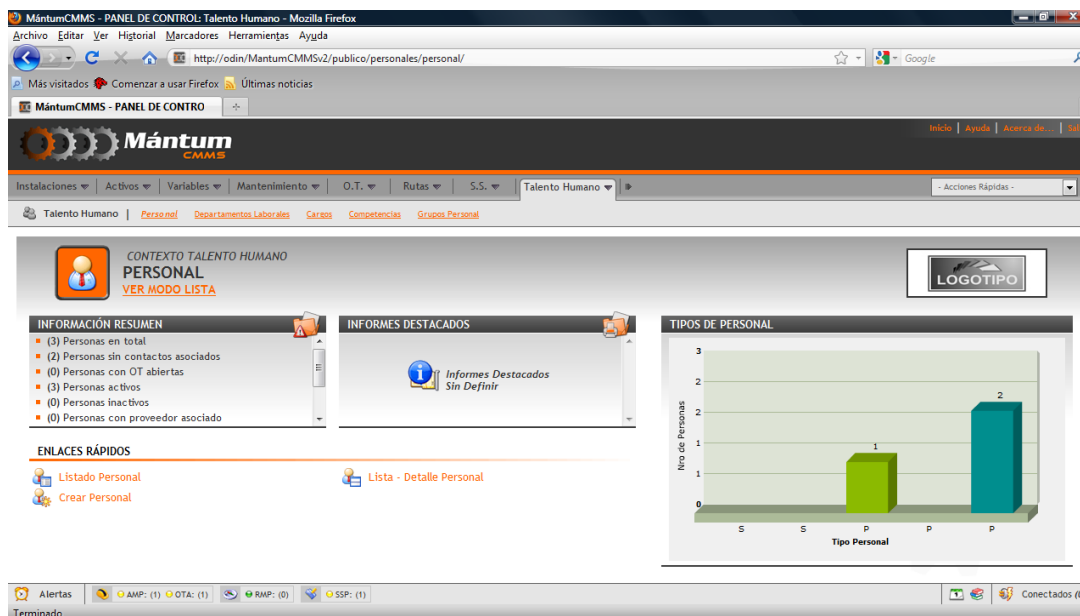 MántumCMMS - PANEL DE CONTROL: Talento Humano - Mozilla Firefox
Archivo Editar Ver Historial Marcadores Herramientas Ayuda
http://odin/MantumCMMSv2/publico/personales/personal/
Google
Más visitados Comenzar a usar Firefox Últimas noticias
MántumCMMS - PANEL DE CONTRO
Inicio | Ayuda | Acerca de... | Sal
Mántum
CMMS
Instalaciones | Activos | Variables | Mantenimiento | O.T. | Rutas | S.S. | Talento Humano
- Acciones Rápidas -
Talento Humano | Personal Departamentos Laborales Cargos Competencias Grupos Personal
CONTEXTO TALENTO HUMANO
PERSONAL
VER MODO LISTA
LOGOTIPO
INFORMACIÓN RESUMEN
(3) Personas en total
(2) Personas sin contactos asociados
(0) Personas con OT abiertas
(3) Personas activos
(0) Personas inactivos
(0) Personas con proveedor asociado
INFORMES DESTACADOS
Informes Destacados
Sin Definir
TIPOS DE PERSONAL
3
2
2
1
1
0
Nro de Personas
1
2
S S P P P
Tipo Personal
ENLACES RÁPIDOS
Listado Personal
Lista - Detalle Personal
Crear Personal
Alertas AMP: (1) OTA: (1) RMP: (0) SSP: (1)
1
Conectados (
Terminado